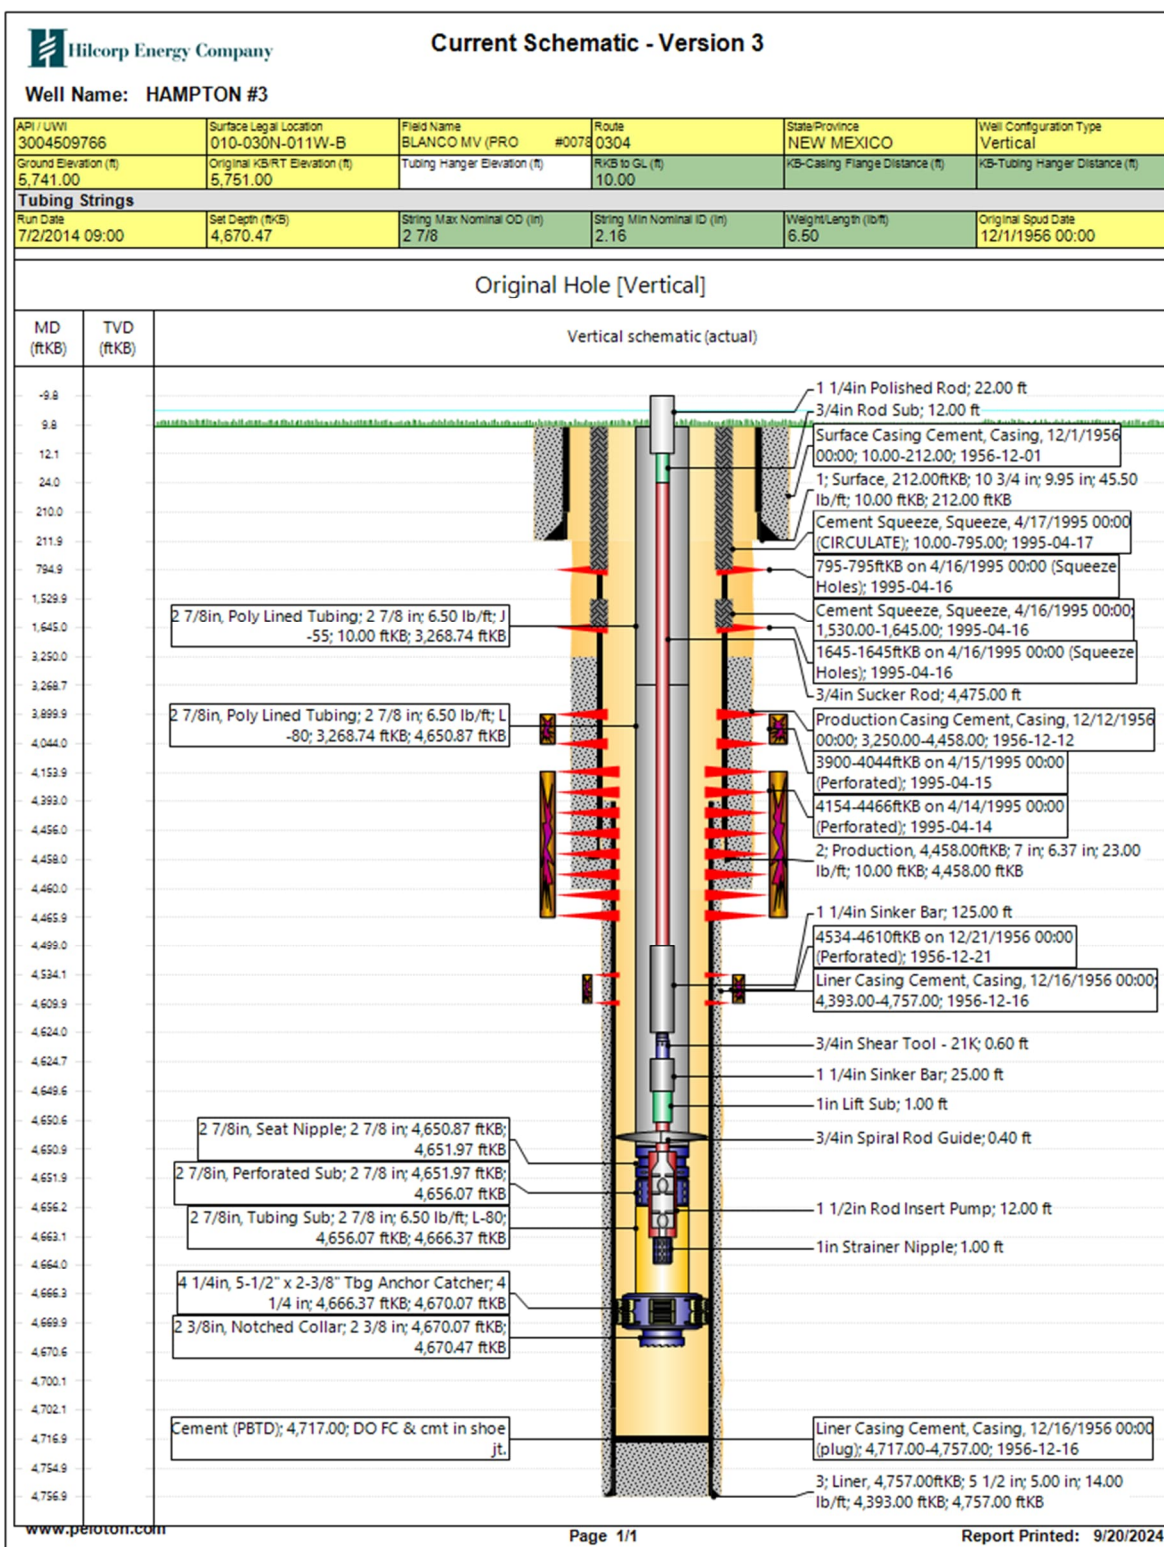 Hilcorp Energy Company
Current Schematic - Version 3
Well Name: HAMPTON #3
API / UWI
3004509766
Surface Legal Location
010-030N-011W-B
Field Name
BLANCO MV (PRO #0078
Route
0304
State/Province
NEW MEXICO
Well Configuration Type
Vertical
Ground Elevation (ft)
5,741.00
Original KB/RT Elevation (ft)
5,751.00
Tubing Hanger Elevation (ft)
RKB to GL (ft)
10.00
KB-Casing Flange Distance (ft)
KB-Tubing Hanger Distance (ft)
Tubing Strings
Run Date
7/2/2014 09:00
Set Depth (ftKB)
4,670.47
String Max Nominal OD (in)
2 7/8
String Min Nominal ID (in)
2.16
Weight/Length (lb/ft)
6.50
Original Spud Date
12/1/1956 00:00
Original Hole [Vertical]
MD
(ftKB)
TVD
(ftKB)
Vertical schematic (actual)
-9.8
9.8
12.1
24.0
210.0
211.9
794.9
1,529.9
1,645.0
3,250.0
3,268.7
3,899.9
4,044.0
4,153.9
4,393.0
4,456.0
4,458.0
4,460.0
4,465.9
4,499.0
4,534.1
4,609.9
4,624.0
4,624.7
4,649.6
4,650.6
4,650.9
4,651.9
4,656.2
4,663.1
4,664.0
4,666.3
4,669.9
4,670.6
4,700.1
4,702.1
4,716.9
4,754.9
4,756.9
2 7/8in, Poly Lined Tubing; 2 7/8 in; 6.50 lb/ft; J
-55; 10.00 ftKB; 3,268.74 ftKB
2 7/8in, Poly Lined Tubing; 2 7/8 in; 6.50 lb/ft; L
-80; 3,268.74 ftKB; 4,650.87 ftKB
2 7/8in, Seat Nipple; 2 7/8 in; 4,650.87 ftKB;
4,651.97 ftKB
2 7/8in, Perforated Sub; 2 7/8 in; 4,651.97 ftKB;
4,656.07 ftKB
2 7/8in, Tubing Sub; 2 7/8 in; 6.50 lb/ft; L-80;
4,656.07 ftKB; 4,666.37 ftKB
4 1/4in, 5-1/2" x 2-3/8" Tbg Anchor Catcher; 4
1/4 in; 4,666.37 ftKB; 4,670.07 ftKB
2 3/8in, Notched Collar; 2 3/8 in; 4,670.07 ftKB;
4,670.47 ftKB
Cement (PBTD); 4,717.00; DO FC & cmt in shoe
jt.
1 1/4in Polished Rod; 22.00 ft
3/4in Rod Sub; 12.00 ft
Surface Casing Cement, Casing, 12/1/1956
00:00; 10.00-212.00; 1956-12-01
1; Surface, 212.00ftKB; 10 3/4 in; 9.95 in; 45.50
lb/ft; 10.00 ftKB; 212.00 ftKB
Cement Squeeze, Squeeze, 4/17/1995 00:00
(CIRCULATE); 10.00-795.00; 1995-04-17
795-795ftKB on 4/16/1995 00:00 (Squeeze
Holes); 1995-04-16
Cement Squeeze, Squeeze, 4/16/1995 00:00;
1,530.00-1,645.00; 1995-04-16
1645-1645ftKB on 4/16/1995 00:00 (Squeeze
Holes); 1995-04-16
3/4in Sucker Rod; 4,475.00 ft
Production Casing Cement, Casing, 12/12/1956
00:00; 3,250.00-4,458.00; 1956-12-12
3900-4044ftKB on 4/15/1995 00:00
(Perforated); 1995-04-15
4154-4466ftKB on 4/14/1995 00:00
(Perforated); 1995-04-14
2; Production, 4,458.00ftKB; 7 in; 6.37 in; 23.00
lb/ft; 10.00 ftKB; 4,458.00 ftKB
1 1/4in Sinker Bar; 125.00 ft
4534-4610ftKB on 12/21/1956 00:00
(Perforated); 1956-12-21
Liner Casing Cement, Casing, 12/16/1956 00:00;
4,393.00-4,757.00; 1956-12-16
3/4in Shear Tool - 21K; 0.60 ft
1 1/4in Sinker Bar; 25.00 ft
1in Lift Sub; 1.00 ft
3/4in Spiral Rod Guide; 0.40 ft
1 1/2in Rod Insert Pump; 12.00 ft
1in Strainer Nipple; 1.00 ft
Liner Casing Cement, Casing, 12/16/1956 00:00
(plug); 4,717.00-4,757.00; 1956-12-16
3; Liner, 4,757.00ftKB; 5 1/2 in; 5.00 in; 14.00
lb/ft; 4,393.00 ftKB; 4,757.00 ftKB
www.peloton.com
Page 1/1
Report Printed: 9/20/2024